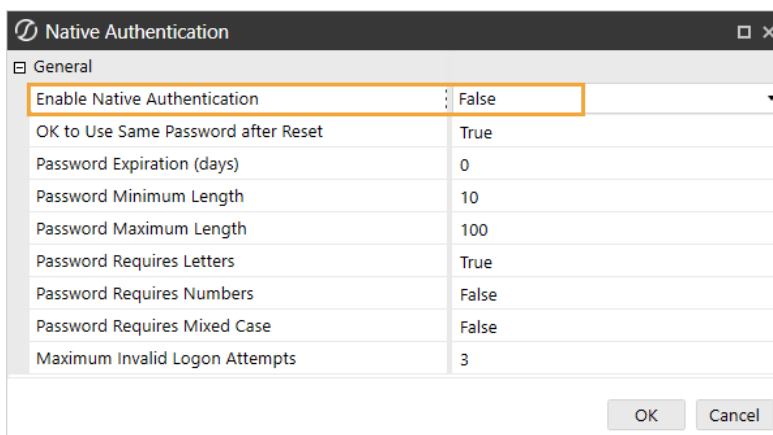 Native Authentication
General
Enable Native Authentication False
OK to Use Same Password after Reset True
Password Expiration (days) 0
Password Minimum Length 10
Password Maximum Length 100
Password Requires Letters True
Password Requires Numbers False
Password Requires Mixed Case False
Maximum Invalid Logon Attempts 3
OK Cancel